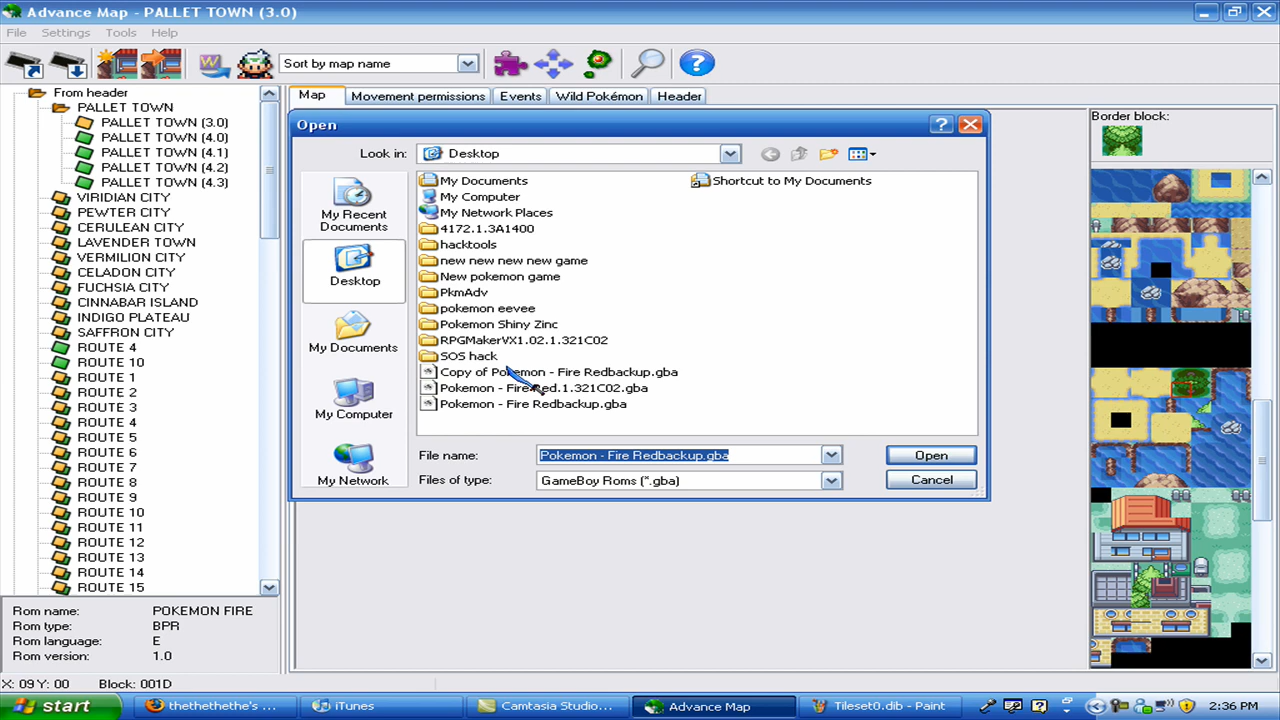 Advance Map - PALLET TOWN (3.0)
File Settings Tools Help
Sort by map name
From header
PALLET TOWN
PALLET TOWN (3.0)
PALLET TOWN (4.0)
PALLET TOWN (4.1)
PALLET TOWN (4.2)
PALLET TOWN (4.3)
VIRIDIAN CITY
PEWTER CITY
CERULEAN CITY
LAVENDER TOWN
VERMILION CITY
CELADON CITY
FUCHSIA CITY
CINNABAR ISLAND
INDIGO PLATEAU
SAFFRON CITY
ROUTE 4
ROUTE 10
ROUTE 1
ROUTE 2
ROUTE 3
ROUTE 4
ROUTE 5
ROUTE 6
ROUTE 7
ROUTE 8
ROUTE 9
ROUTE 10
ROUTE 11
ROUTE 12
ROUTE 13
ROUTE 14
ROUTE 15
Rom name: POKEMON FIRE
Rom type: BPR
Rom language: E
Rom version: 1.0
Map Movement permissions Events Wild Pokémon Header
Open
Look in: Desktop
My Recent
Documents
Desktop
My Documents
My Computer
My Network
My Documents
My Computer
My Network Places
4172.1.3A1400
hacktools
new new new new game
New pokemon game
PkmAdv
pokemon eevee
Pokemon Shiny Zinc
RPGMakerVX1.02.1.321C02
SOS hack
Copy of Pokemon - Fire Redbackup.gba
Pokemon - Fire Red.1.321C02.gba
Pokemon - Fire Redbackup.gba
Shortcut to My Documents
File name: Pokemon - Fire Redbackup.gba Open
Files of type: GameBoy Roms (*.gba) Cancel
Border block:
X: 09 Y: 00 Block: 001D
start thethethethe's ... iTunes Camtasia Studio... Advance Map Tileset0.dib - Paint 2:36 PM